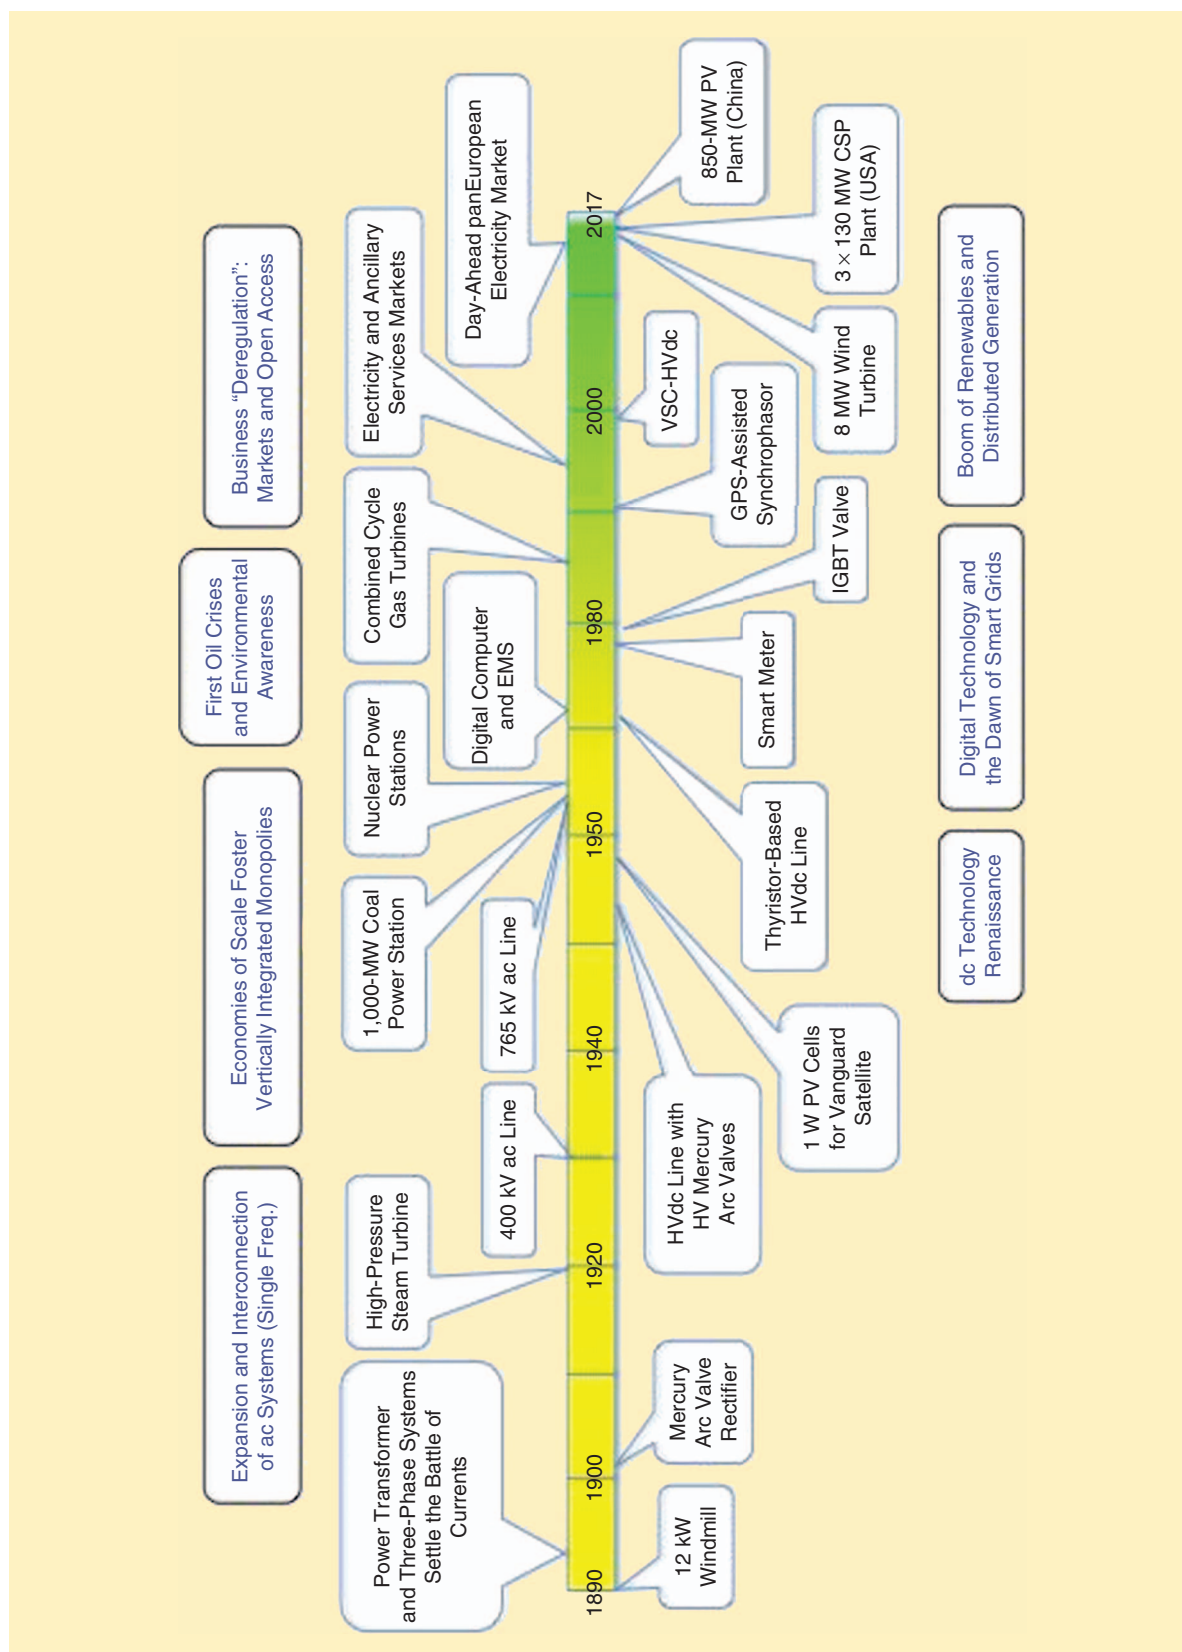 Expansion and Interconnection
of ac Systems (Single Freq.)
Economies of Scale Foster
Vertically Integrated Monopolies
First Oil Crises
and Environmental
Awareness
Business “Deregulation”:
Markets and Open Access
Power Transformer
and Three-Phase Systems
Settle the Battle of
Currents
High-Pressure
Steam Turbine
400 kV ac Line
1,000-MW Coal
Power Station
765 kV ac Line
Nuclear Power
Stations
Digital Computer
and EMS
Combined Cycle
Gas Turbines
Electricity and Ancillary
Services Markets
Day-Ahead panEuropean
Electricity Market
1890
1900
1920
1940
1950
1980
2000
2017
12 kW
Windmill
Mercury
Arc Valve
Rectifier
HVdc Line with
HV Mercury
Arc Valves
1 W PV Cells
for Vanguard
Satellite
Thyristor-Based
HVdc Line
Smart Meter
IGBT Valve
GPS-Assisted
Synchrophasor
VSC-HVdc
8 MW Wind
Turbine
3 × 130 MW CSP
Plant (USA)
850-MW PV
Plant (China)
dc Technology
Renaissance
Digital Technology and
the Dawn of Smart Grids
Boom of Renewables and
Distributed Generation